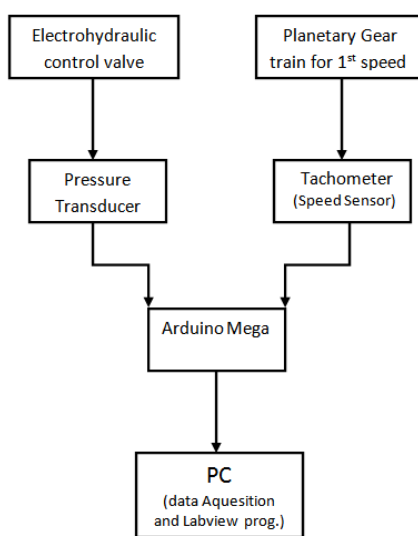 Electrohydraulic
control valve
Planetary Gear
train for 1st speed
Pressure
Transducer
Tachometer
(Speed Sensor)
Arduino Mega
PC
(data Aquesition
and Labview prog.)